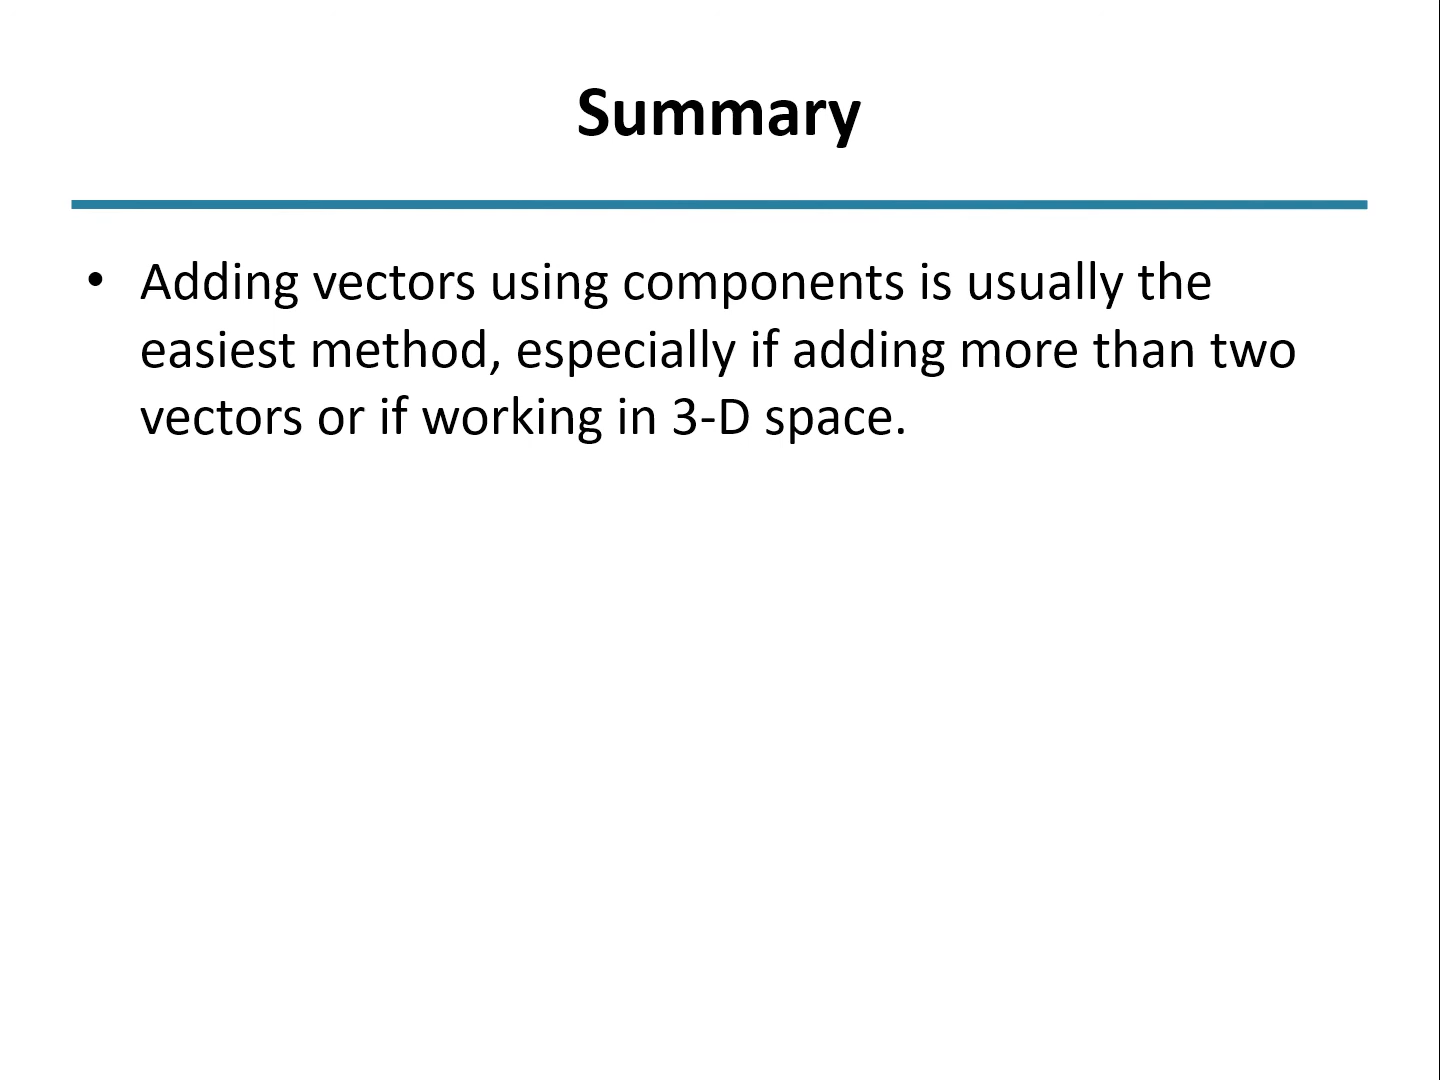 Summary
• Adding vectors using components is usually the
easiest method, especially if adding more than two
vectors or if working in 3-D space.